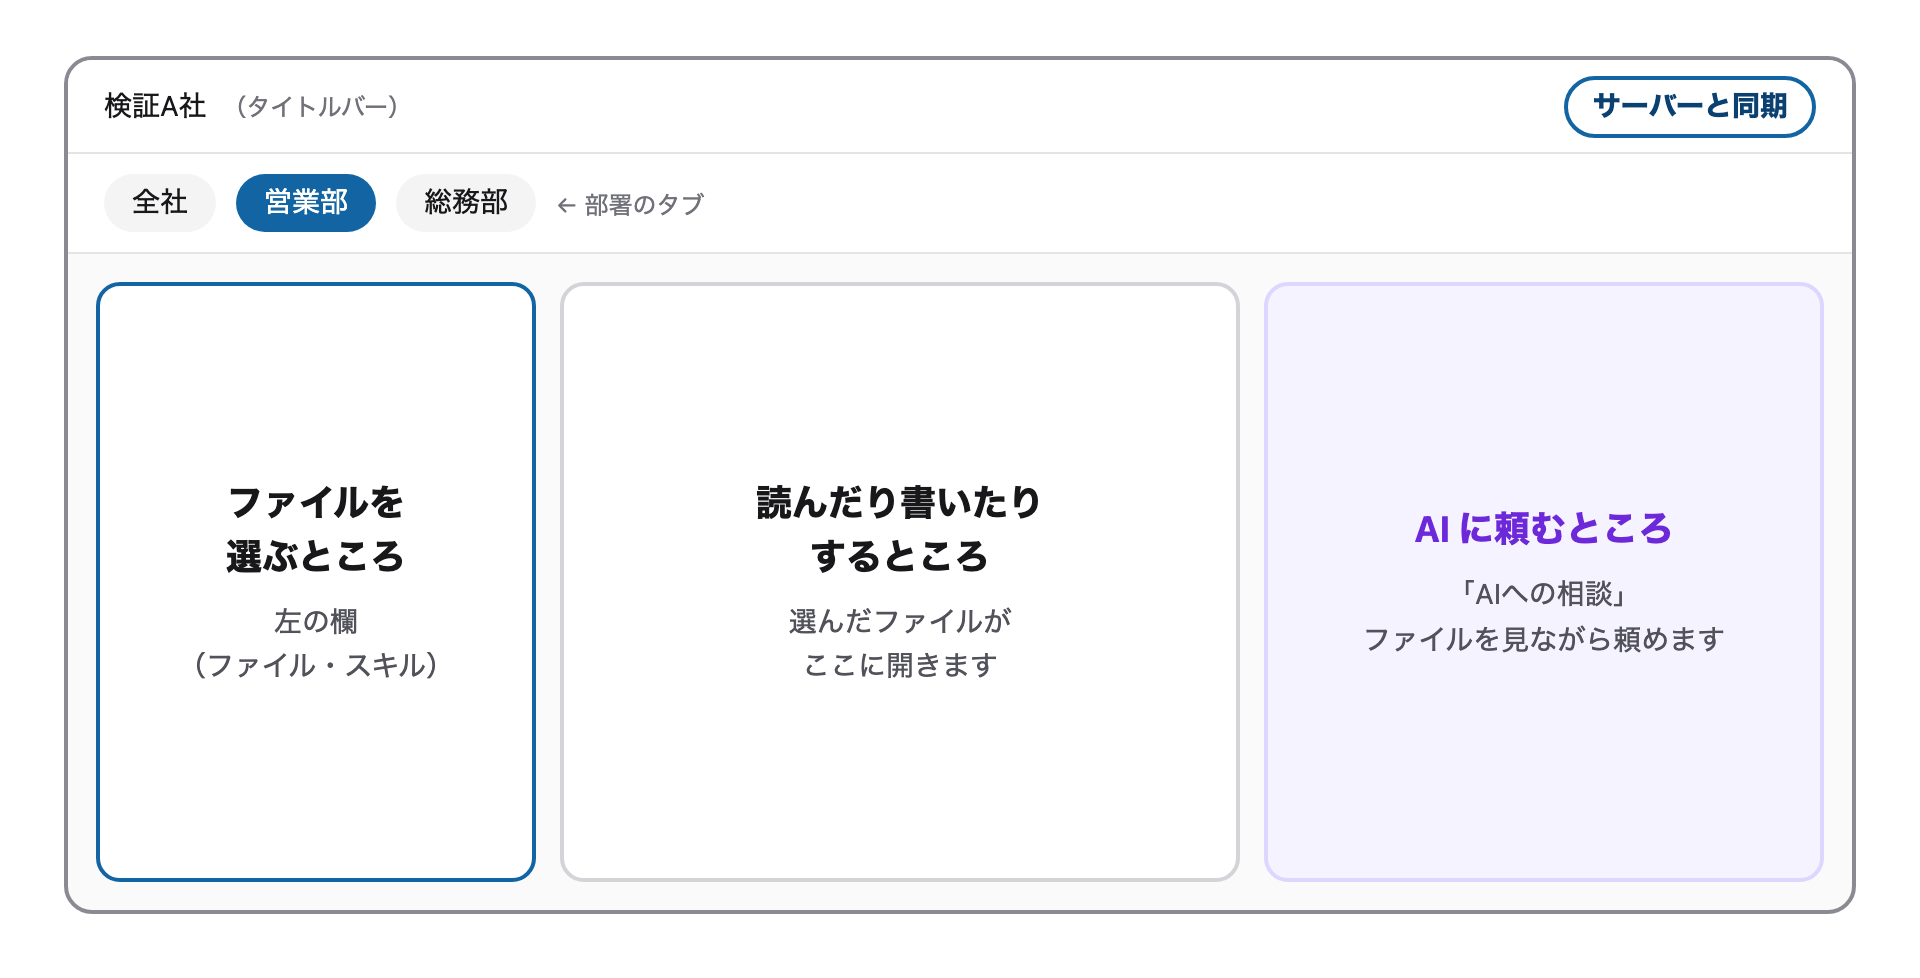 検証A社 （タイトルバー）
サーバーと同期
全社 営業部 総務部 ← 部署のタブ
ファイルを
選ぶところ
左の欄
（ファイル・スキル）
読んだり書いたり
するところ
選んだファイルが
ここに開きます
AI に頼むところ
「AIへの相談」
ファイルを見ながら頼めます